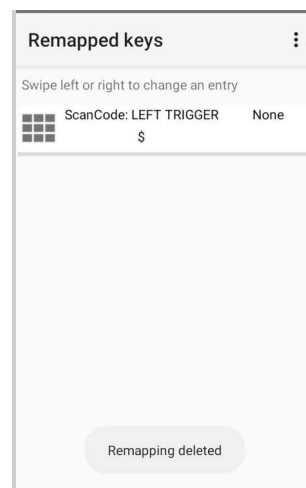 Remapped keys
Swipe left or right to change an entry
ScanCode: LEFT TRIGGER None
$
Remapping deleted